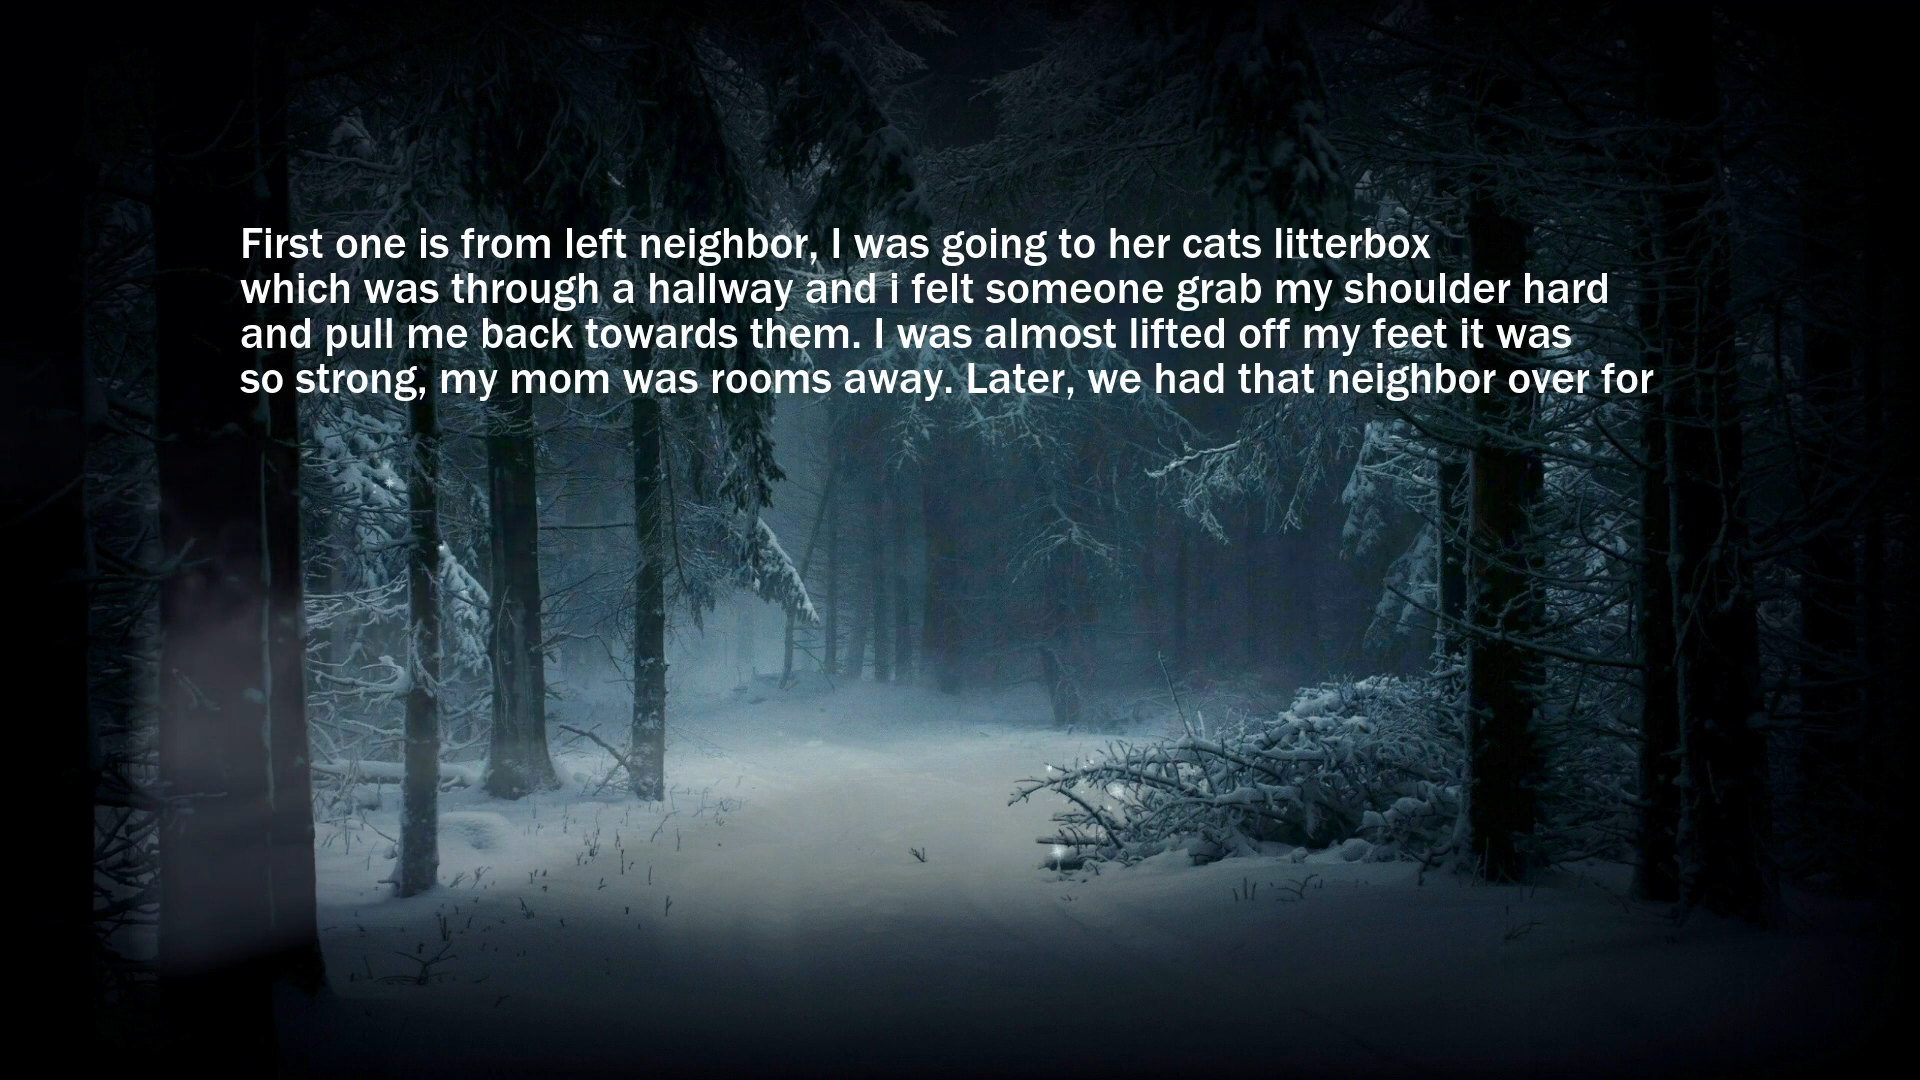 First one is from left neighbor, I was going to her cats litterbox
which was through a hallway and i felt someone grab my shoulder hard
and pull me back towards them. I was almost lifted off my feet it was
so strong, my mom was rooms away. Later, we had that neighbor over for